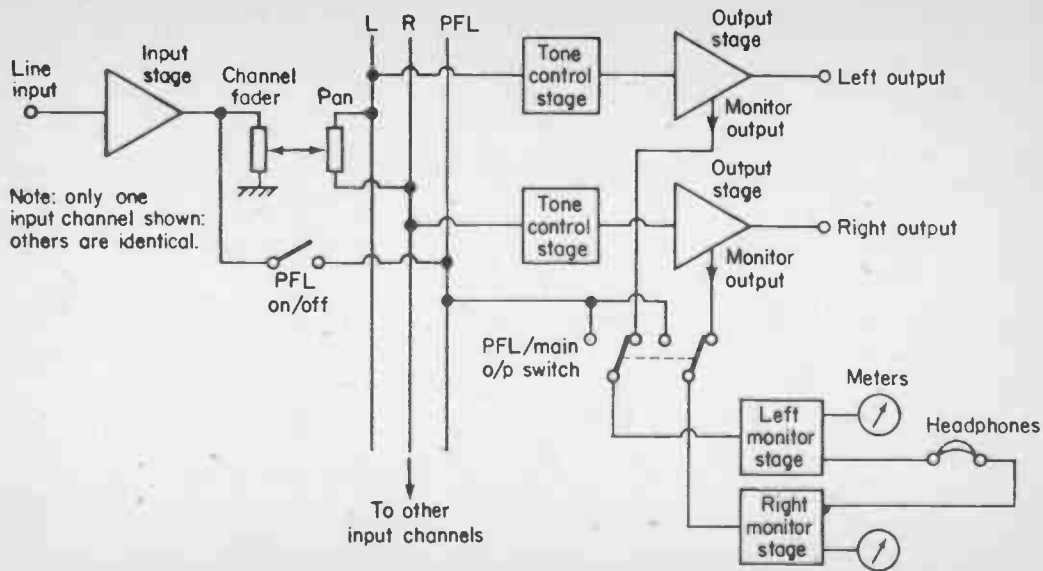 L R PFL
Line
input
Input
stage
Channel
fader
Pan
Note: only one
input channel shown:
others are identical.
PFL
on/off
Tone
control
stage
Output
stage
Left output
Monitor
output
Tone
control
stage
Output
stage
Right output
Monitor
output
PFL/main
o/p switch
Meters
Left
monitor
stage
Headphones
Right
monitor
stage
To other
input channels